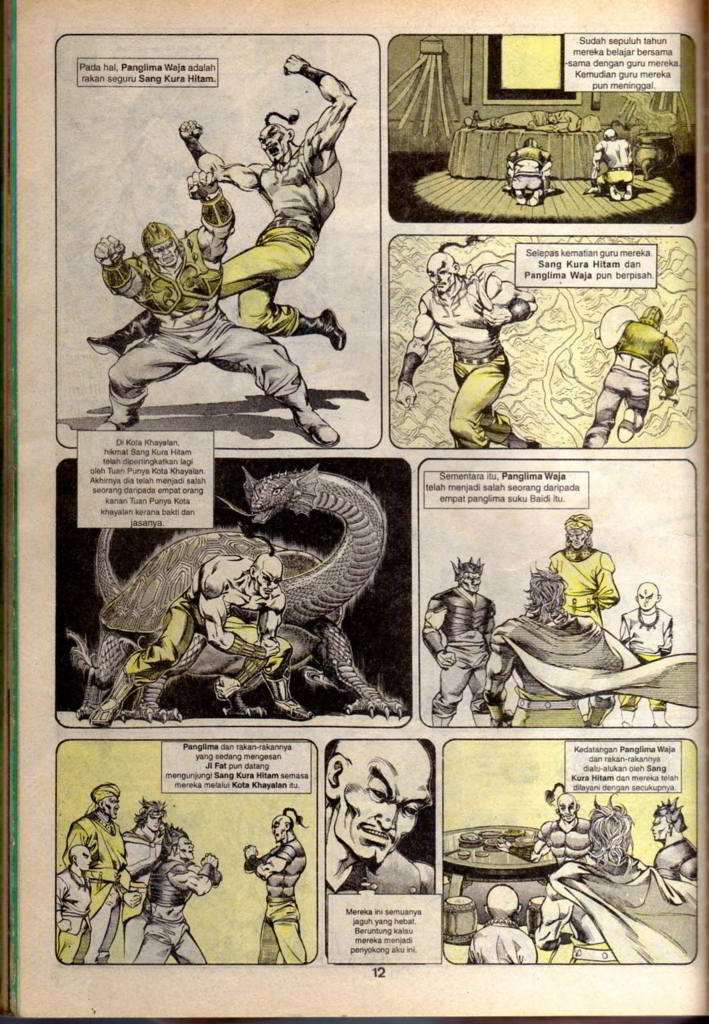 Pada hal, Panglima Waja adalah
rakan seguru Sang Kura Hitam.
Sudah sepuluh tahun
mereka belajar bersama
-sama dengan guru mereka.
Kemudian guru mereka
pun meninggal.
Selepas kematian guru mereka.
Sang Kura Hitam dan
Panglima Waja pun berpisah.
Di Kota Khayalan,
hikmat Sang Kura Hitam
telah dipertingkatkan lagi
oleh Tuan Punya Kota Khayalan.
Akhirnya dia telah menjadi salah
seorang daripada empat orang
kanan Tuan Punya Kota
khayalan kerana bakti dan
jasanya.
Sementara itu, Panglima Waja
telah menjadi salah seorang daripada
empat panglima suku Baidi itu.
Panglima dan rakan-rakannya
yang sedang mengesan
JI Fat pun datang
mengunjungi Sang Kura Hitam semasa
mereka melalui Kota Khayalan itu.
Mereka ini semuanya
jaguh yang hebat.
Beruntung kalau
mereka menjadi
penyokong aku ini.
Kedatangan Panglima Waja
dan rakan-rakannya
dialu-alukan oleh Sang
Kura Hitam dan mereka telah
dilayani dengan secukupnya.
12